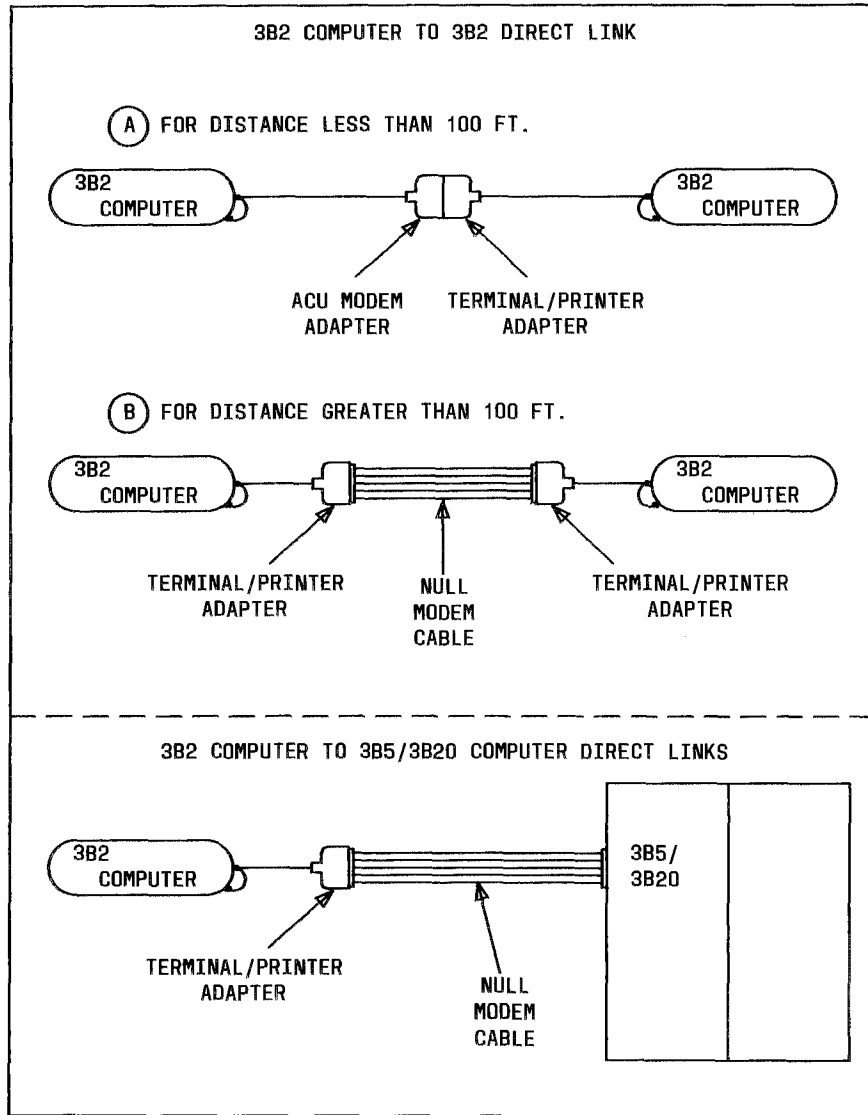 3B2 COMPUTER TO 3B2 DIRECT LINK
A FOR DISTANCE LESS THAN 100 FT.
3B2
COMPUTER
3B2
COMPUTER
ACU MODEM
ADAPTER
TERMINAL/PRINTER
ADAPTER
B FOR DISTANCE GREATER THAN 100 FT.
3B2
COMPUTER
3B2
COMPUTER
TERMINAL/PRINTER
ADAPTER
NULL
MODEM
CABLE
TERMINAL/PRINTER
ADAPTER
3B2 COMPUTER TO 3B5/3B20 COMPUTER DIRECT LINKS
3B2
COMPUTER
3B5/
3B20
TERMINAL/PRINTER
ADAPTER
NULL
MODEM
CABLE